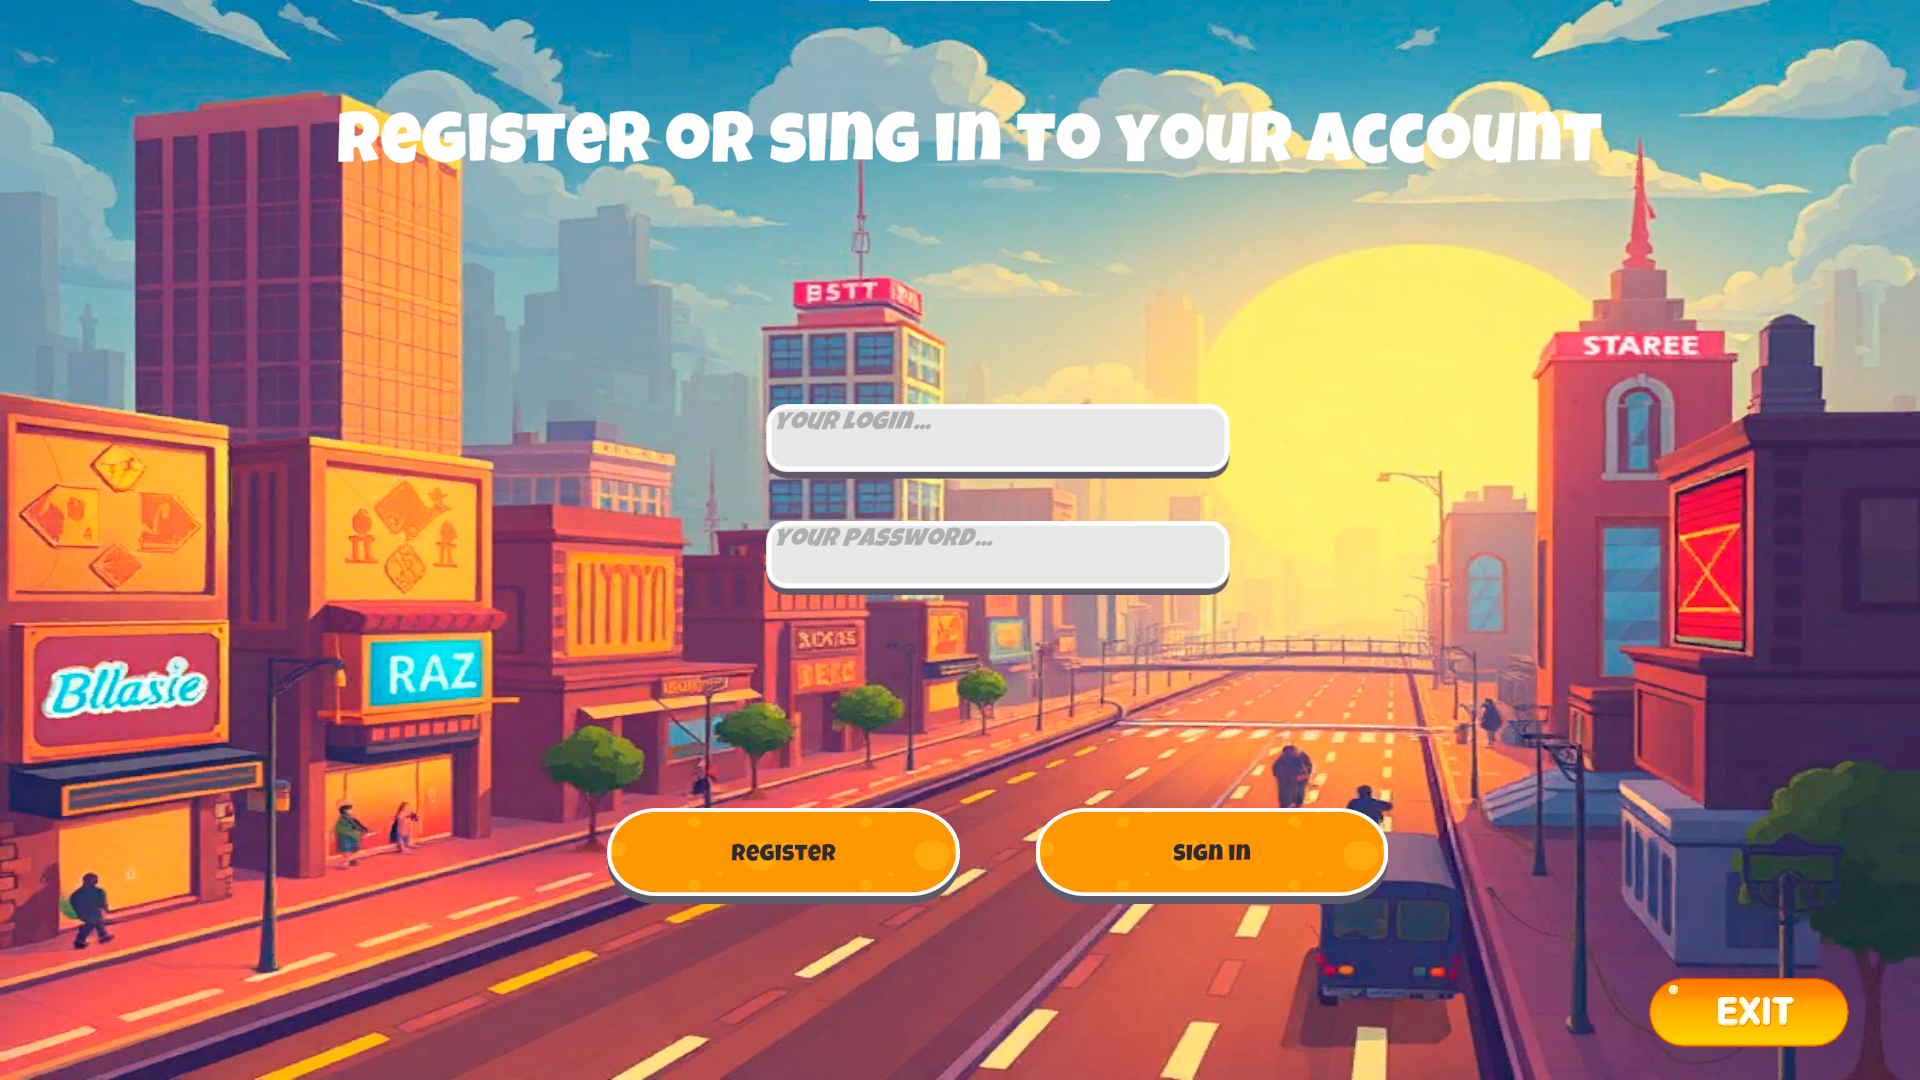 REGISTER OR SING IN TO YOUR ACCOUNT
BSTT
STAREE
YOUR LOGIN...
YOUR PASSWORD...
Bllasie
RAZ
REGISTER
SIGN IN
EXIT